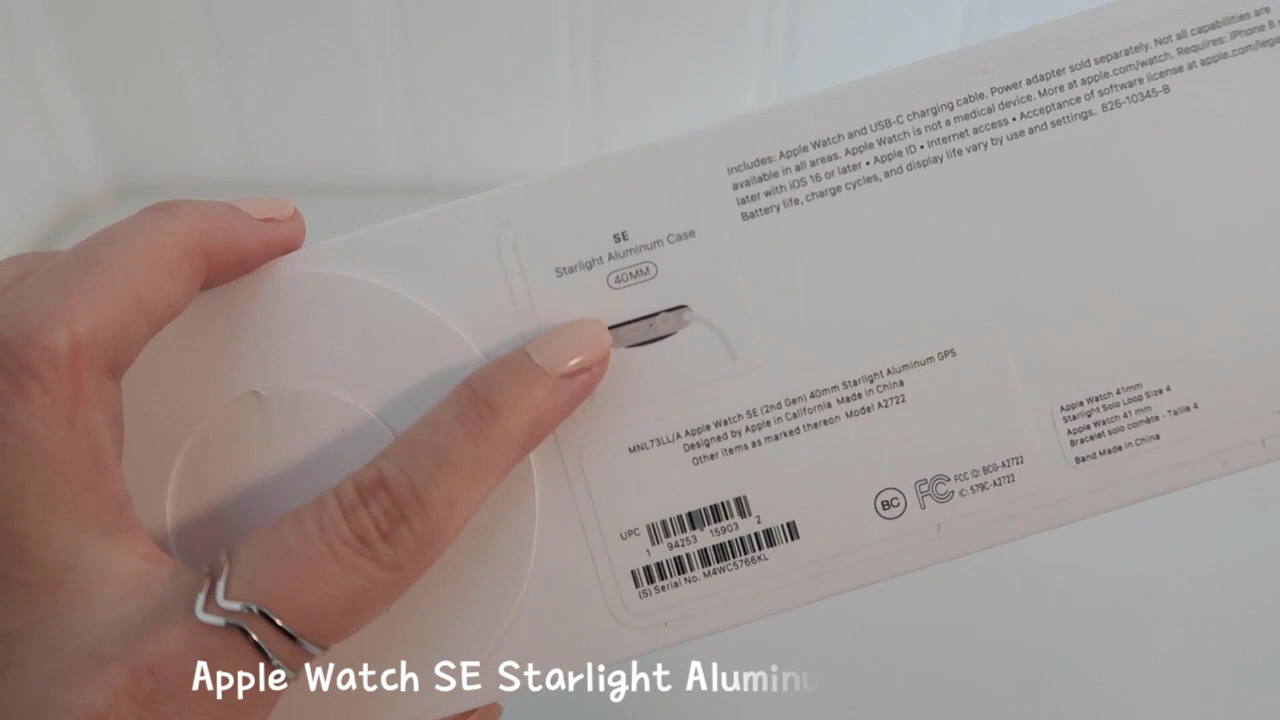 Includes: Apple Watch and USB-C charging cable. Power adapter sold separately. Not all capabilities are
available in all areas. Apple Watch is not a medical device. More at apple.com/watch. Requires: iPhone 8
later with iOS 16 or later • Apple ID • Internet access • Acceptance of software license at apple.com/lega
Battery life, charge cycles, and display life vary by use and settings. 826-10345-B
SE
Starlight Aluminum Case
40MM
MNL73LL/A Apple Watch SE (2nd Gen) 40mm Starlight Aluminum GPS
Designed by Apple in California Made in China
Other items as marked thereon Model A2722
Apple Watch 41mm
Starlight Solo Loop Size 4
Apple Watch 41 mm
Bracelet solo comète - Taille 4
Band Made in China
UPC
1 94253 15903 2
(S) Serial No. M4WC5766KL
BC
FC
FCC ID: BCG-A2722
IC: 579C-A2722
Apple Watch SE Starlight Aluminu